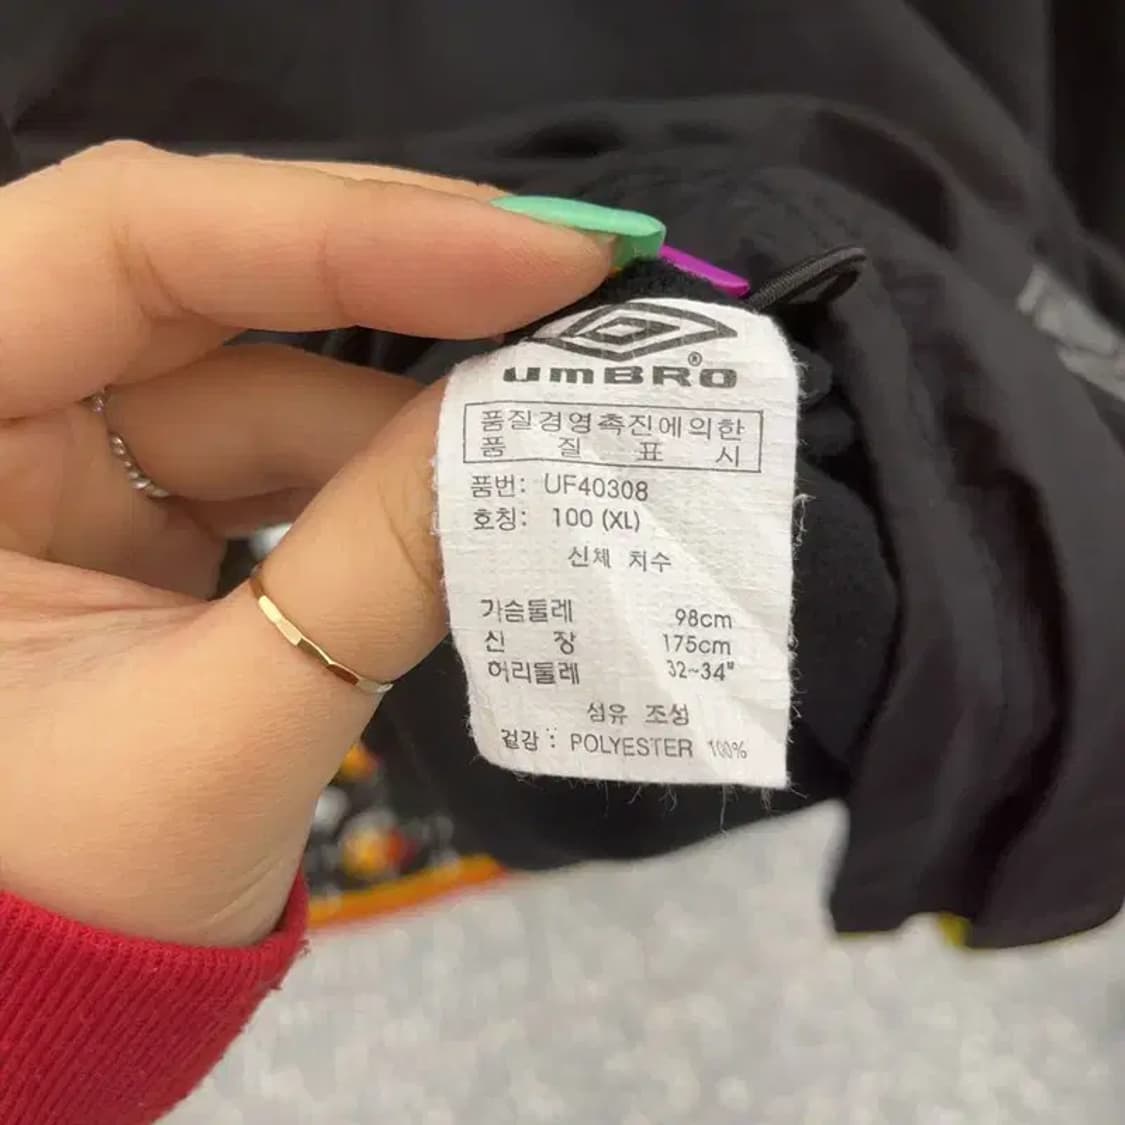 umBRO®
품질경영촉진에의한
품 질 표 시
품번: UF40308
호칭: 100 (XL)
신체 치수
가슴둘레 98cm
신 장 175cm
허리둘레 32~34"
섬유 조성
겉감 : POLYESTER 100%